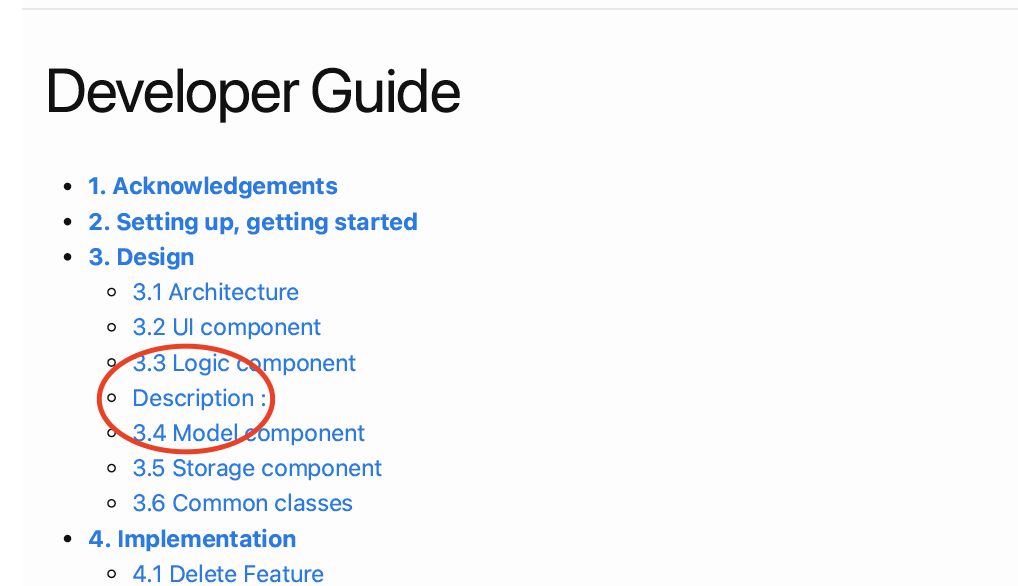 Developer Guide
1. Acknowledgements
2. Setting up, getting started
3. Design
3.1 Architecture
3.2 UI component
3.3 Logic component
Description :
3.4 Model component
3.5 Storage component
3.6 Common classes
4. Implementation
4.1 Delete Feature